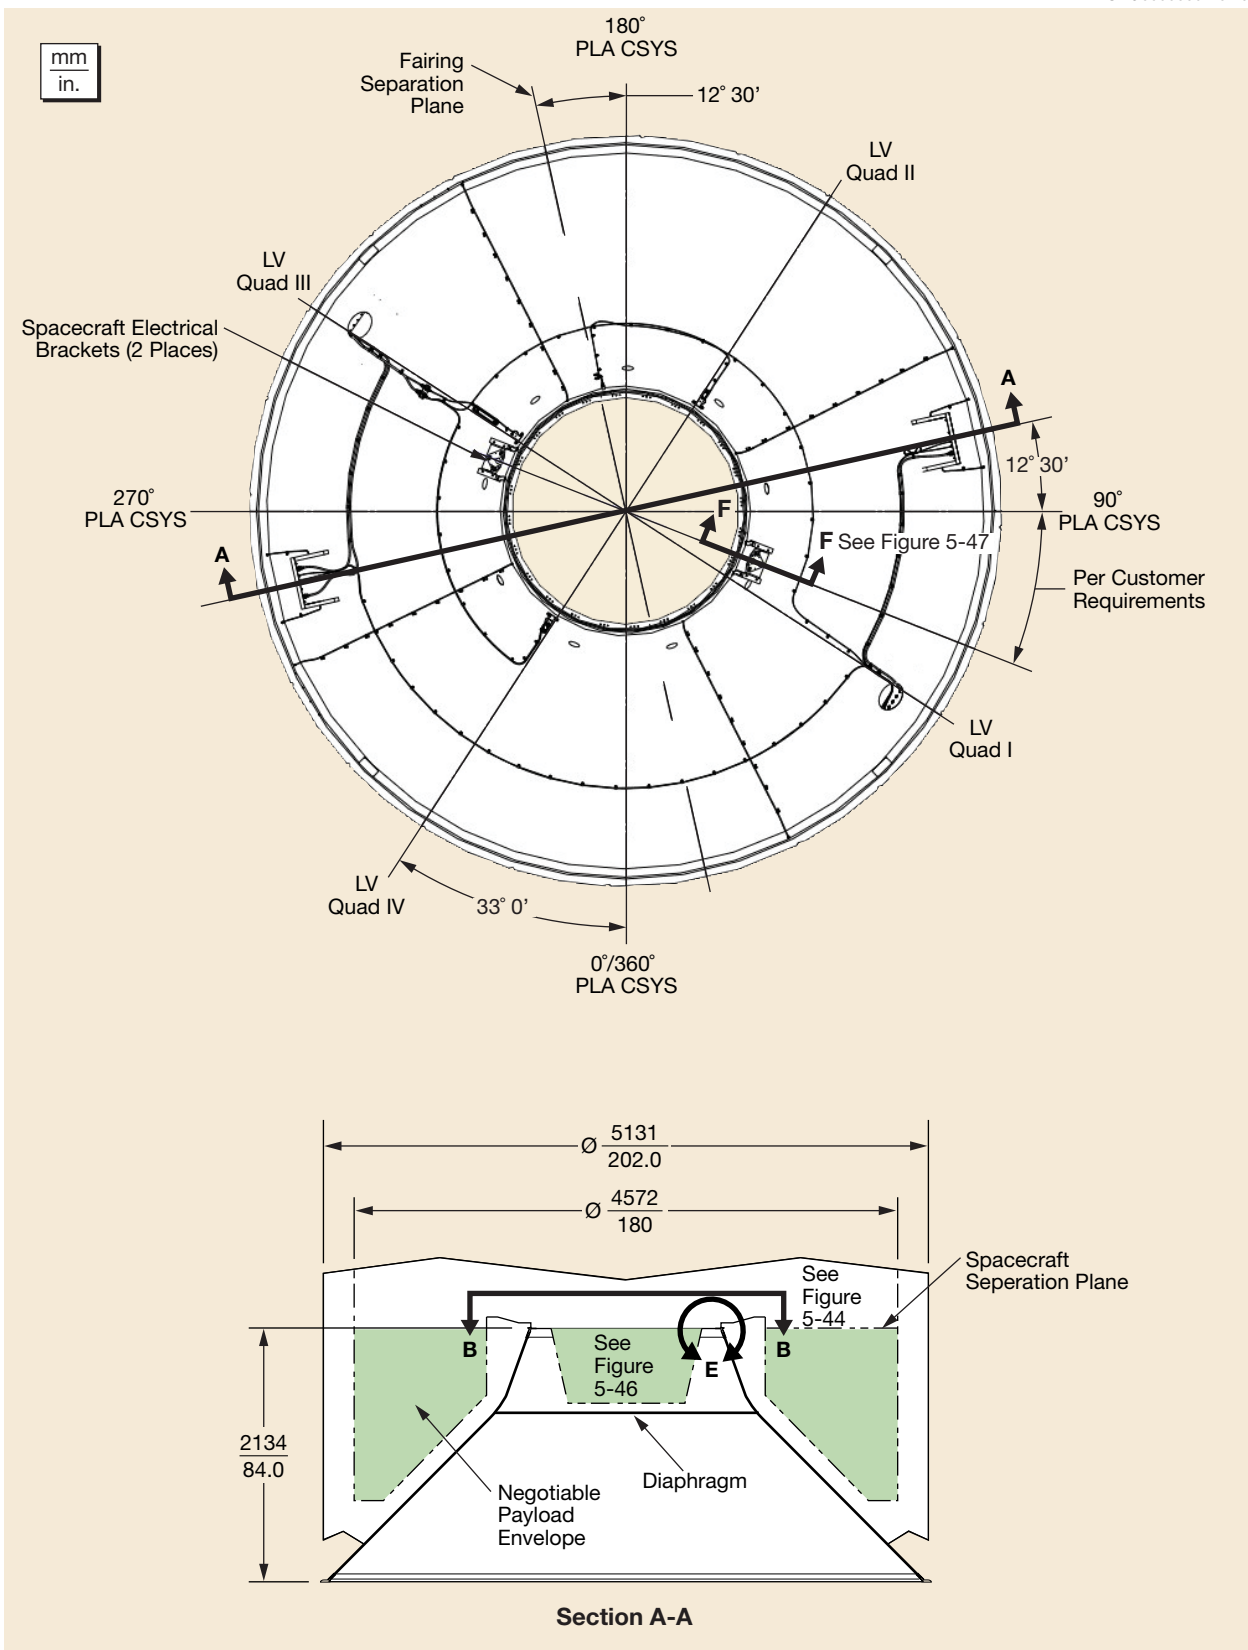 mm
in.
180°
PLA CSYS
Fairing
Separation
Plane
12° 30’
LV
Quad II
LV
Quad III
Spacecraft Electrical
Brackets (2 Places)
A
12° 30’
270°
PLA CSYS
90°
PLA CSYS
F
F See Figure 5-47
A
Per Customer
Requirements
LV
Quad I
LV
Quad IV
33° 0’
0°/360°
PLA CSYS
Ø 5131
202.0
Ø 4572
180
Spacecraft
Seperation Plane
See
Figure
5-44
B
See
Figure
5-46
E
B
2134
84.0
Diaphragm
Negotiable
Payload
Envelope
Section A-A